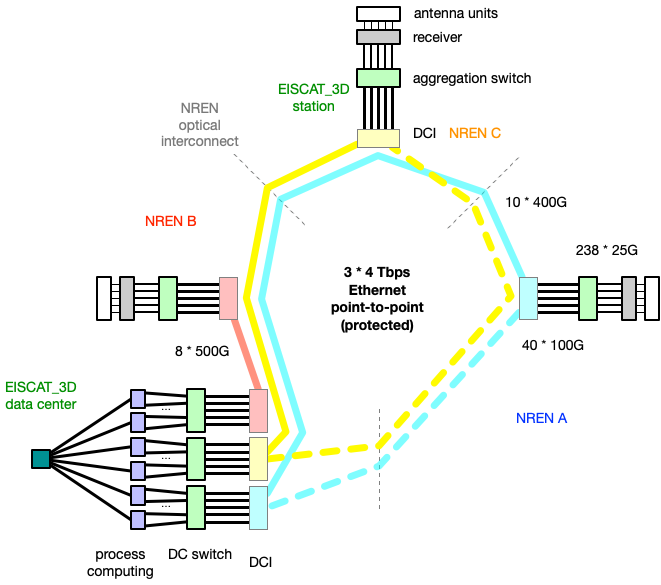 antenna units
receiver
aggregation switch
EISCAT_3D
station
DCI
NREN C
NREN
optical
interconnect
10 * 400G
NREN B
238 * 25G
3 * 4 Tbps
Ethernet
point-to-point
(protected)
8 * 500G
40 * 100G
EISCAT_3D
data center
...
NREN A
...
...
process
computing
DC switch
DCI